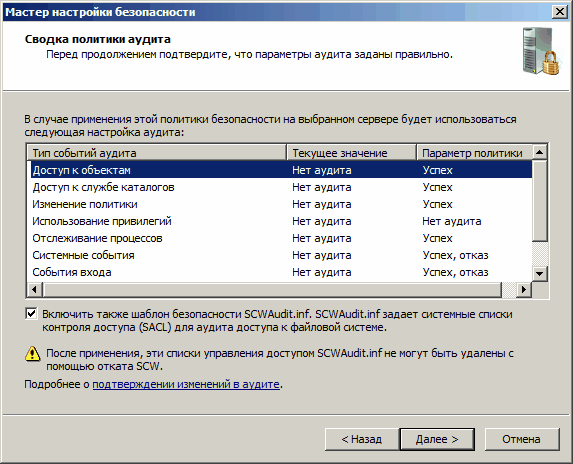 Мастер настройки безопасности
Сводка политики аудита
Перед продолжением подтвердите, что параметры аудита заданы правильно.
В случае применения этой политики безопасности на выбранном сервере будет использоваться
следующая настройка аудита:
Тип событий аудита Текущее значение Параметр политики
Доступ к объектам Нет аудита Успех
Доступ к службе каталогов Нет аудита Успех
Изменение политики Нет аудита Успех
Использование привилегий Нет аудита Нет аудита
Отслеживание процессов Нет аудита Успех
Системные события Нет аудита Успех, отказ
События входа Нет аудита Успех, отказ
Включить также шаблон безопасности SCWAudit.inf. SCWAudit.inf задает системные списки
контроля доступа (SACL) для аудита доступа к файловой системе.
После применения, эти списки управления доступом SCWAudit.inf не могут быть удалены с
помощью отката SCW.
Подробнее о подтверждении изменений в аудите.
< Назад Далее > Отмена